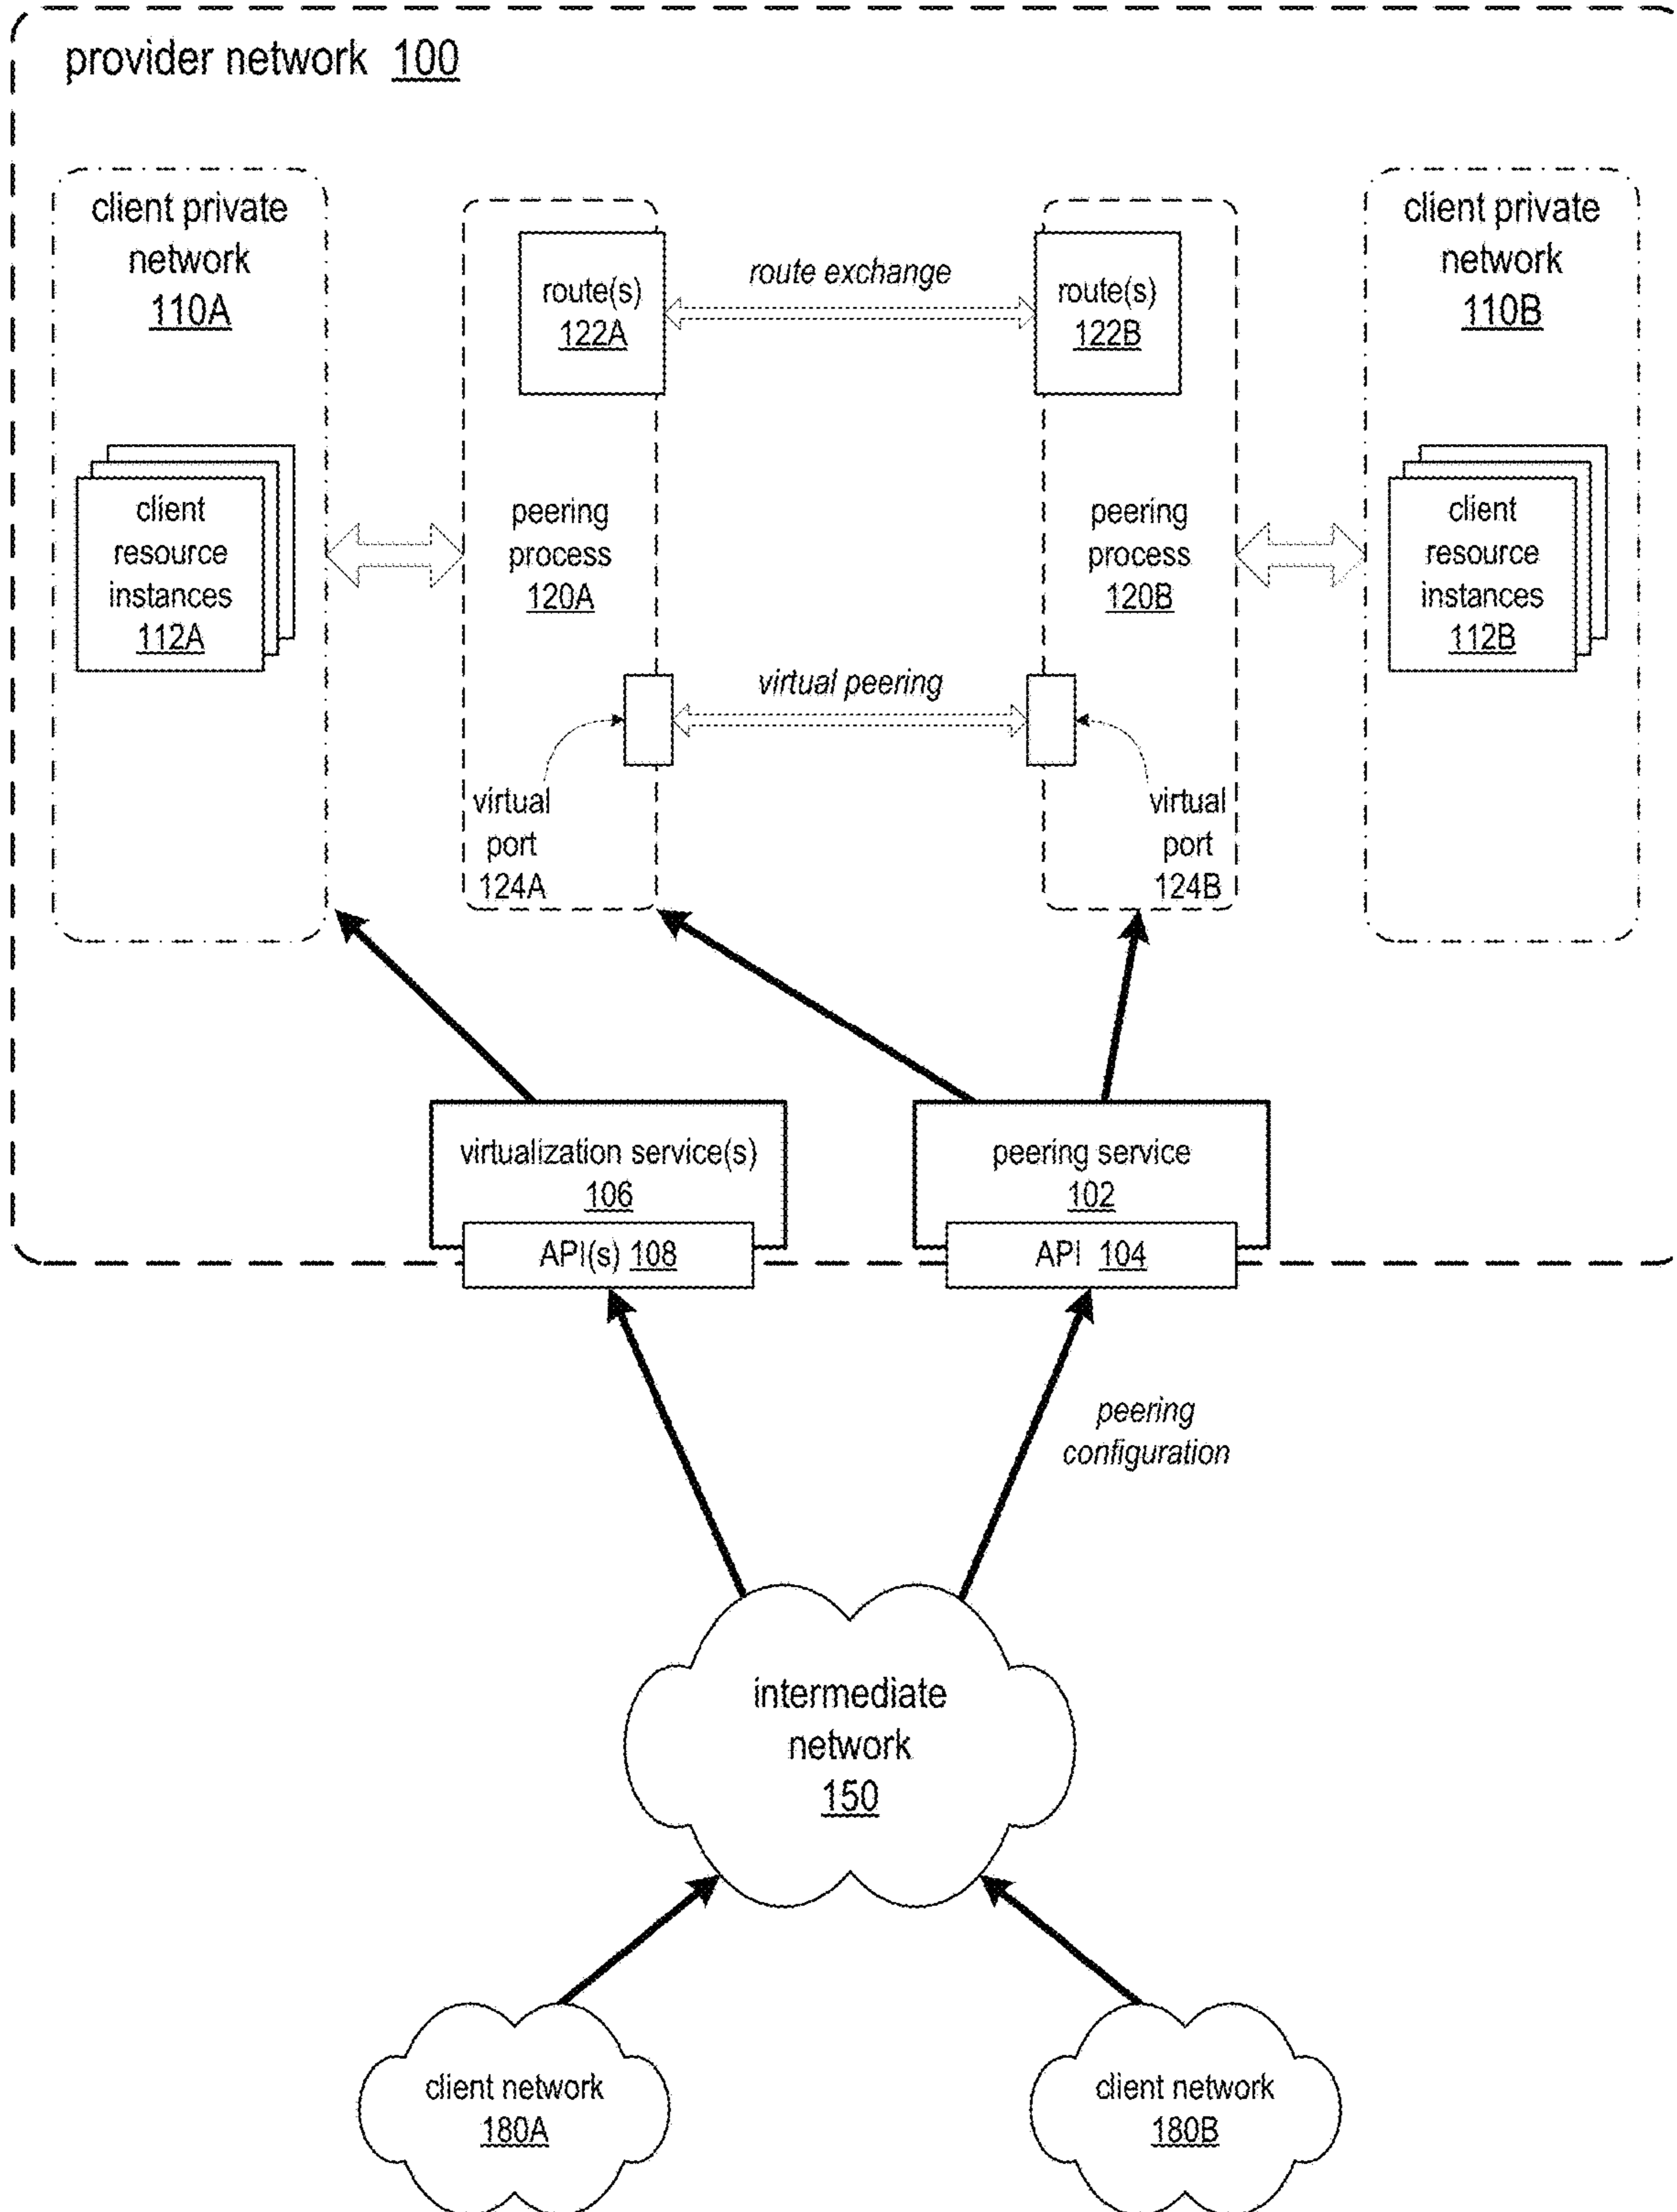 provider network 100
client private
network
110A
route(s)
122A
route exchange
route(s)
122B
client private
network
110B
client
resource
instances
112A
peering
process
120A
peering
process
120B
client
resource
instances
112B
virtual peering
virtual
port
124A
virtual
port
124B
virtualization service(s)
106
API(s) 108
peering service
102
API 104
peering
configuration
intermediate
network
150
client network
180A
client network
180B